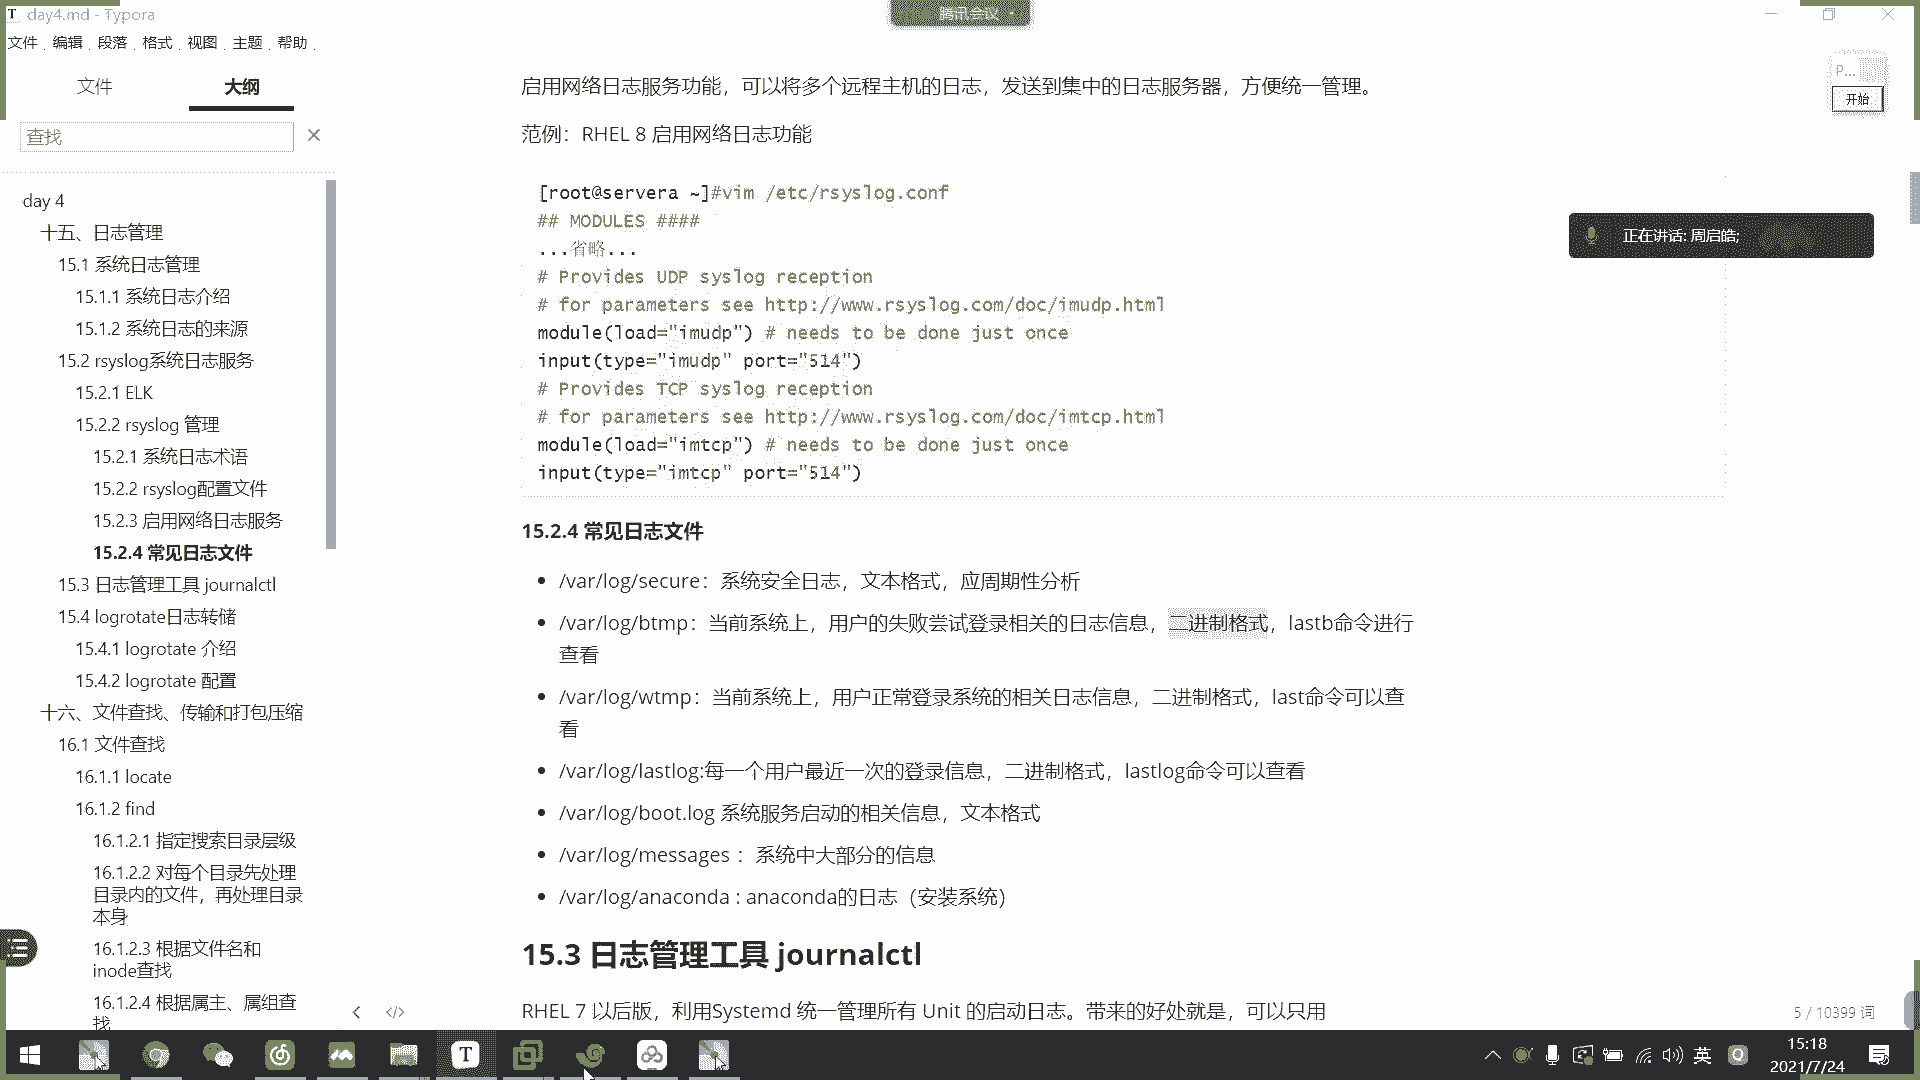 T day4.md - Typora
腾讯会议
文件 编辑 段落 格式 视图 主题 帮助
文件 大纲
查找
day 4
十五、日志管理
15.1 系统日志管理
15.1.1 系统日志介绍
15.1.2 系统日志的来源
15.2 rsyslog系统日志服务
15.2.1 ELK
15.2.2 rsyslog 管理
15.2.1 系统日志术语
15.2.2 rsyslog配置文件
15.2.3 启用网络日志服务
15.2.4 常见日志文件
15.3 日志管理工具 journalctl
15.4 logrotate日志转储
15.4.1 logrotate 介绍
15.4.2 logrotate 配置
十六、文件查找、传输和打包压缩
16.1 文件查找
16.1.1 locate
16.1.2 find
16.1.2.1 指定搜索目录层级
16.1.2.2 对每个目录先处理
目录内的文件，再处理目录
本身
16.1.2.3 根据文件名和
inode查找
16.1.2.4 根据属主、属组查
找
启用网络日志服务功能，可以将多个远程主机的日志，发送到集中的日志服务器，方便统一管理。
范例：RHEL 8 启用网络日志功能
[root@servera ~]#vim /etc/rsyslog.conf
## MODULES ####
...省略...
# Provides UDP syslog reception
# for parameters see http://www.rsyslog.com/doc/imudp.html
module(load="imudp") # needs to be done just once
input(type="imudp" port="514")
# Provides TCP syslog reception
# for parameters see http://www.rsyslog.com/doc/imtcp.html
module(load="imtcp") # needs to be done just once
input(type="imtcp" port="514")
15.2.4 常见日志文件
/var/log/secure：系统安全日志，文本格式，应周期性分析
/var/log/btmp：当前系统上，用户的失败尝试登录相关的日志信息，二进制格式，lastb命令进行
查看
/var/log/wtmp：当前系统上，用户正常登录系统的相关日志信息，二进制格式，last命令可以查
看
/var/log/lastlog:每一个用户最近一次的登录信息，二进制格式，lastlog命令可以查看
/var/log/boot.log 系统服务启动的相关信息，文本格式
/var/log/messages ：系统中大部分的信息
/var/log/anaconda : anaconda的日志（安装系统）
15.3 日志管理工具 journalctl
RHEL 7 以后版，利用Systemd 统一管理所有 Unit 的启动日志。带来的好处就是，可以只用
P...
开始
正在讲话: 周启皓;
5 / 10399 词
T
英
15:18
2021/7/24